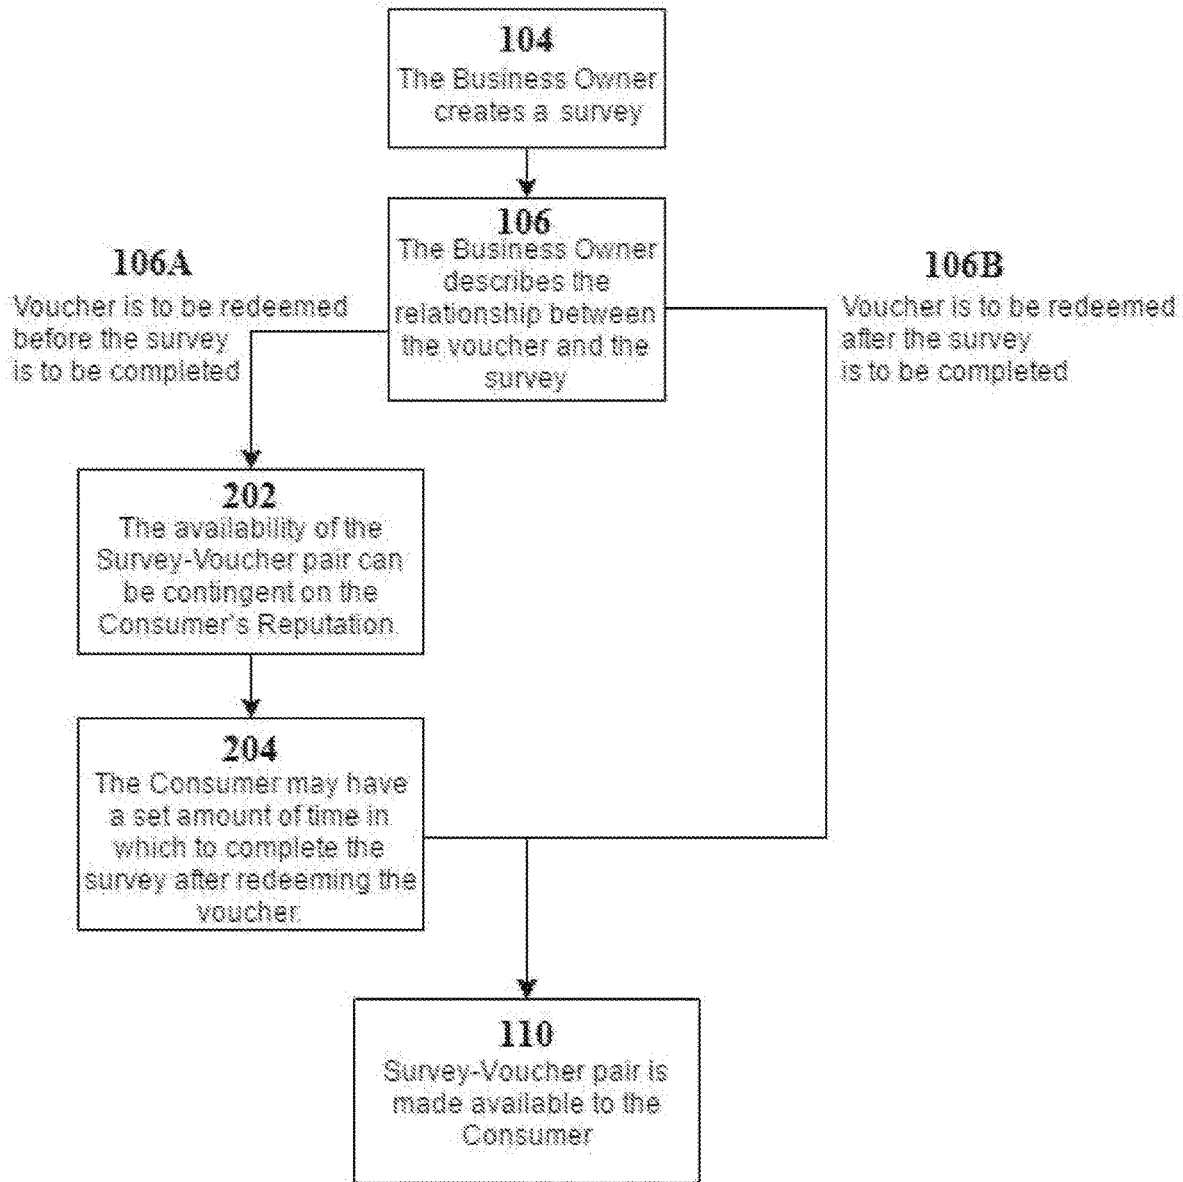 104
The Business Owner
creates a survey
106
The Business Owner
describes the
relationship between
the voucher and the
survey
106A
Voucher is to be redeemed
before the survey
is to be completed
106B
Voucher is to be redeemed
after the survey
is to be completed
202
The availability of the
Survey-Voucher pair can
be contingent on the
Consumer's Reputation.
204
The Consumer may have
a set amount of time in
which to complete the
survey after redeeming the
voucher.
110
Survey-Voucher pair is
made available to the
Consumer